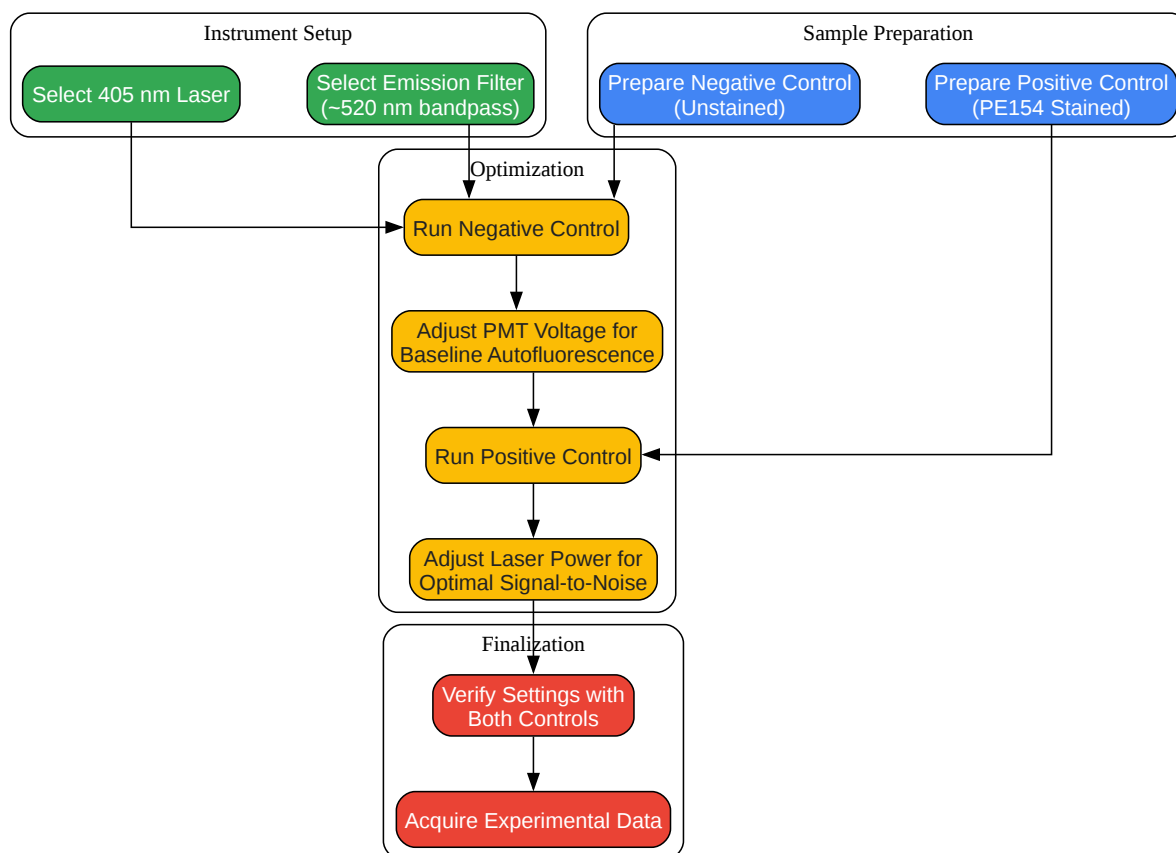 Instrument Setup
Sample Preparation
Select 405 nm Laser
Select Emission Filter
(~520 nm bandpass)
Prepare Negative Control
(Unstained)
Prepare Positive Control
(PE154 Stained)
Optimization
Run Negative Control
Adjust PMT Voltage for
Baseline Autofluorescence
Run Positive Control
Adjust Laser Power for
Optimal Signal-to-Noise
Finalization
Verify Settings with
Both Controls
Acquire Experimental Data